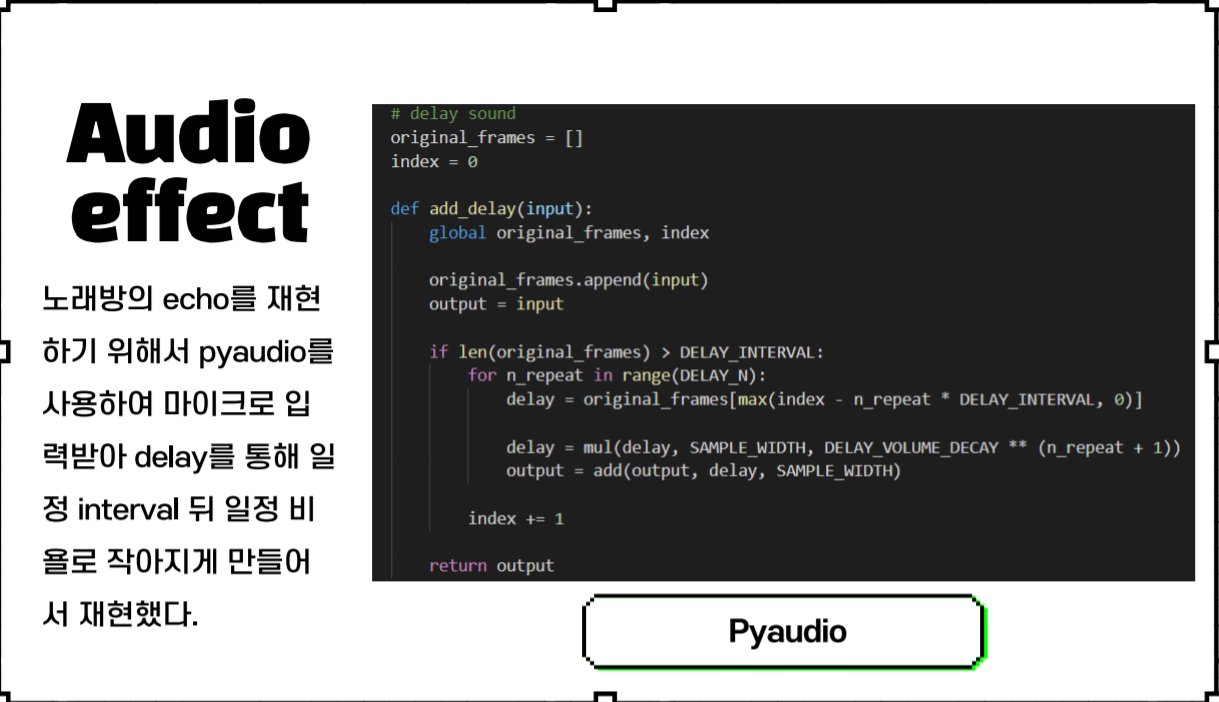 Audio
effect
노래방의 echo를 재현
하기 위해서 pyaudio를
사용하여 마이크로 입
력받아 delay를 통해 일
정 interval 뒤 일정 비
율로 작아지게 만들어
서 재현했다.
# delay sound
original_frames = []
index = 0
def add_delay(input):
    global original_frames, index
    original_frames.append(input)
    output = input
    if len(original_frames) > DELAY_INTERVAL:
        for n_repeat in range(DELAY_N):
            delay = original_frames[max(index - n_repeat * DELAY_INTERVAL, 0)]
            delay = mul(delay, SAMPLE_WIDTH, DELAY_VOLUME_DECAY ** (n_repeat + 1))
            output = add(output, delay, SAMPLE_WIDTH)
        index += 1
    return output
Pyaudio